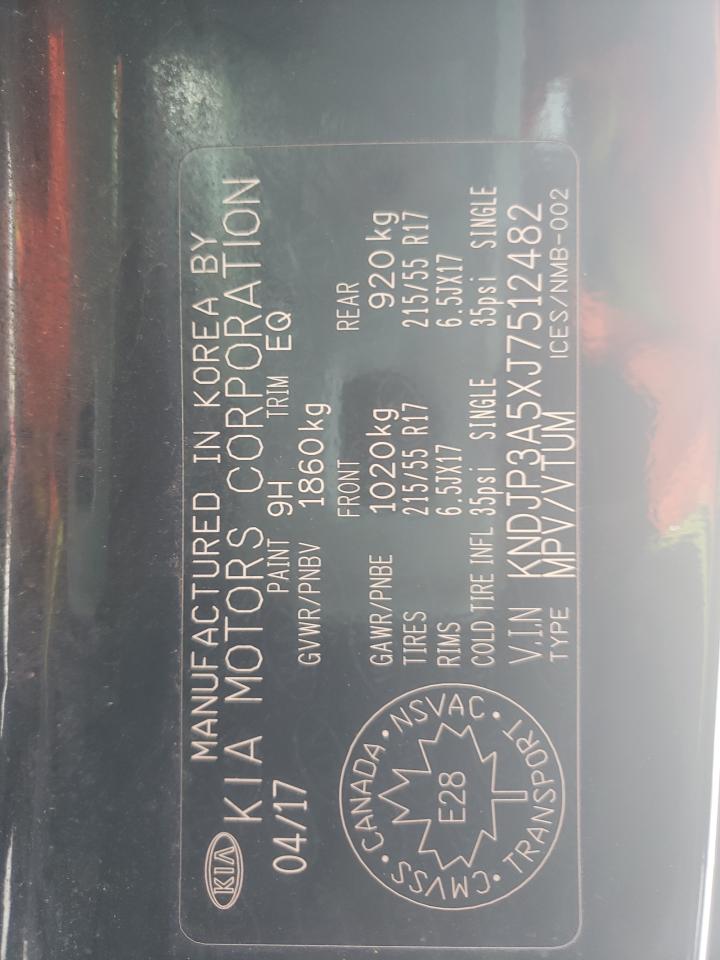 KIA
MANUFACTURED IN KOREA BY
KIA MOTORS CORPORATION
04/17 PAINT 9H TRIM EQ
GVWR/PNBV 1860kg
FRONT REAR
GAWR/PNBE 1020kg 920kg
TIRES 215/55 R17 215/55 R17
RIMS 6.5JX17 6.5JX17
COLD TIRE INFL 35psi SINGLE 35psi SINGLE
V.I.N KNDJP3A5XJ7512482
TYPE MPV/VTUM ICES/NMB-002
CMVSS • CANADA • NSVAC • TRANSPORT •
E28